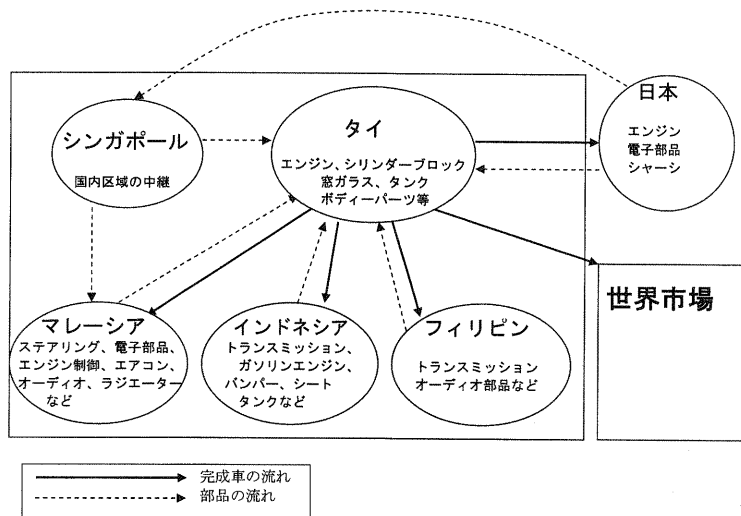 日本
エンジン
電子部品
シャーシ
シンガポール
国内区域の中継
タイ
エンジン、シリンダーブロック
窓ガラス、タンク
ボディーパーツ等
世界市場
マレーシア
ステアリング、電子部品、
エンジン制御、エアコン、
オーディオ、ラジエーター
など
インドネシア
トランスミッション、
ガソリンエンジン、
バンパー、シート
タンクなど
フィリピン
トランスミッション
オーディオ部品など
完成車の流れ
部品の流れ